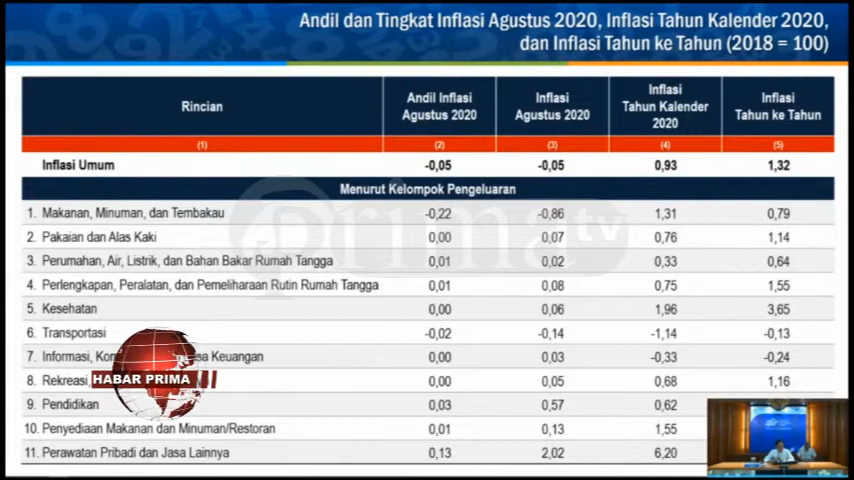 Andil dan Tingkat Inflasi Agustus 2020, Inflasi Tahun Kalender 2020,
dan Inflasi Tahun ke Tahun (2018 = 100)
Rincian Andil Inflasi Agustus 2020 Inflasi Agustus 2020 Inflasi Tahun Kalender 2020 Inflasi Tahun ke Tahun
(1) (2) (3) (4) (5)
Inflasi Umum -0,05 -0,05 0,93 1,32
Menurut Kelompok Pengeluaran
1. Makanan, Minuman, dan Tembakau -0,22 -0,86 1,31 0,79
2. Pakaian dan Alas Kaki 0,00 0,07 0,76 1,14
3. Perumahan, Air, Listrik, dan Bahan Bakar Rumah Tangga 0,01 0,02 0,33 0,64
4. Perlengkapan, Peralatan, dan Pemeliharaan Rutin Rumah Tangga 0,01 0,08 0,75 1,55
5. Kesehatan 0,00 0,06 1,96 3,65
6. Transportasi -0,02 -0,14 -1,14 -0,13
7. Informasi, Keuangan 0,00 0,03 -0,33 -0,24
8. Rekreasi, 0,00 0,05 0,68 1,16
9. Pendidikan 0,03 0,57 0,62
10. Penyediaan Makanan dan Minuman/Restoran 0,01 0,13 1,55
11. Perawatan Pribadi dan Jasa Lainnya 0,13 2,02 6,20
prima tv
HABAR PRIMA